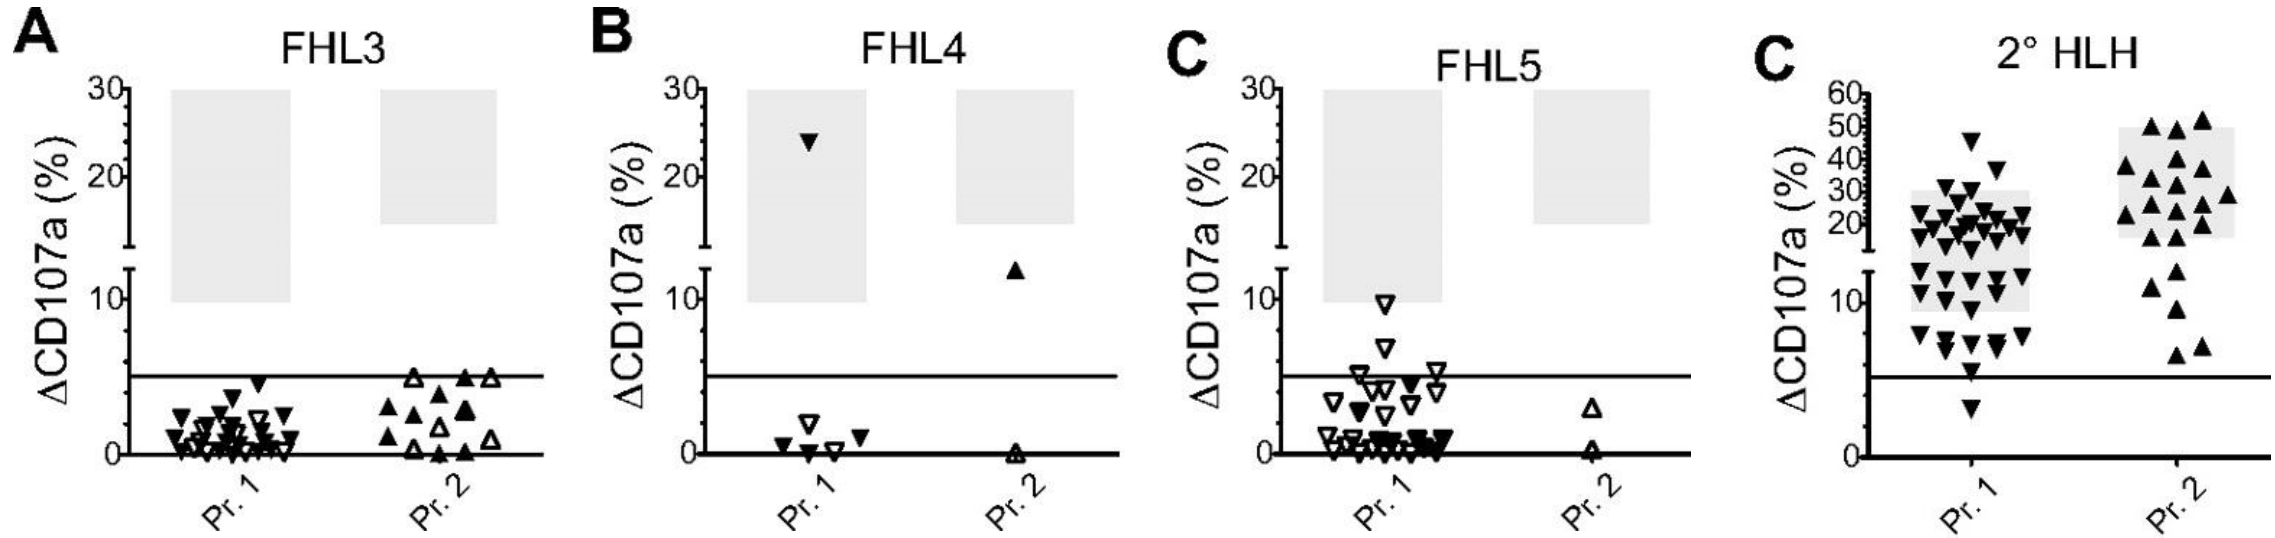 A
FHL3
ΔCD107a (%)
30
20
10
0
Pr. 1
Pr. 2
B
FHL4
ΔCD107a (%)
30
20
10
0
Pr. 1
Pr. 2
C
FHL5
ΔCD107a (%)
30
20
10
0
Pr. 1
Pr. 2
C
2° HLH
ΔCD107a (%)
60
50
40
30
20
10
0
Pr. 1
Pr. 2